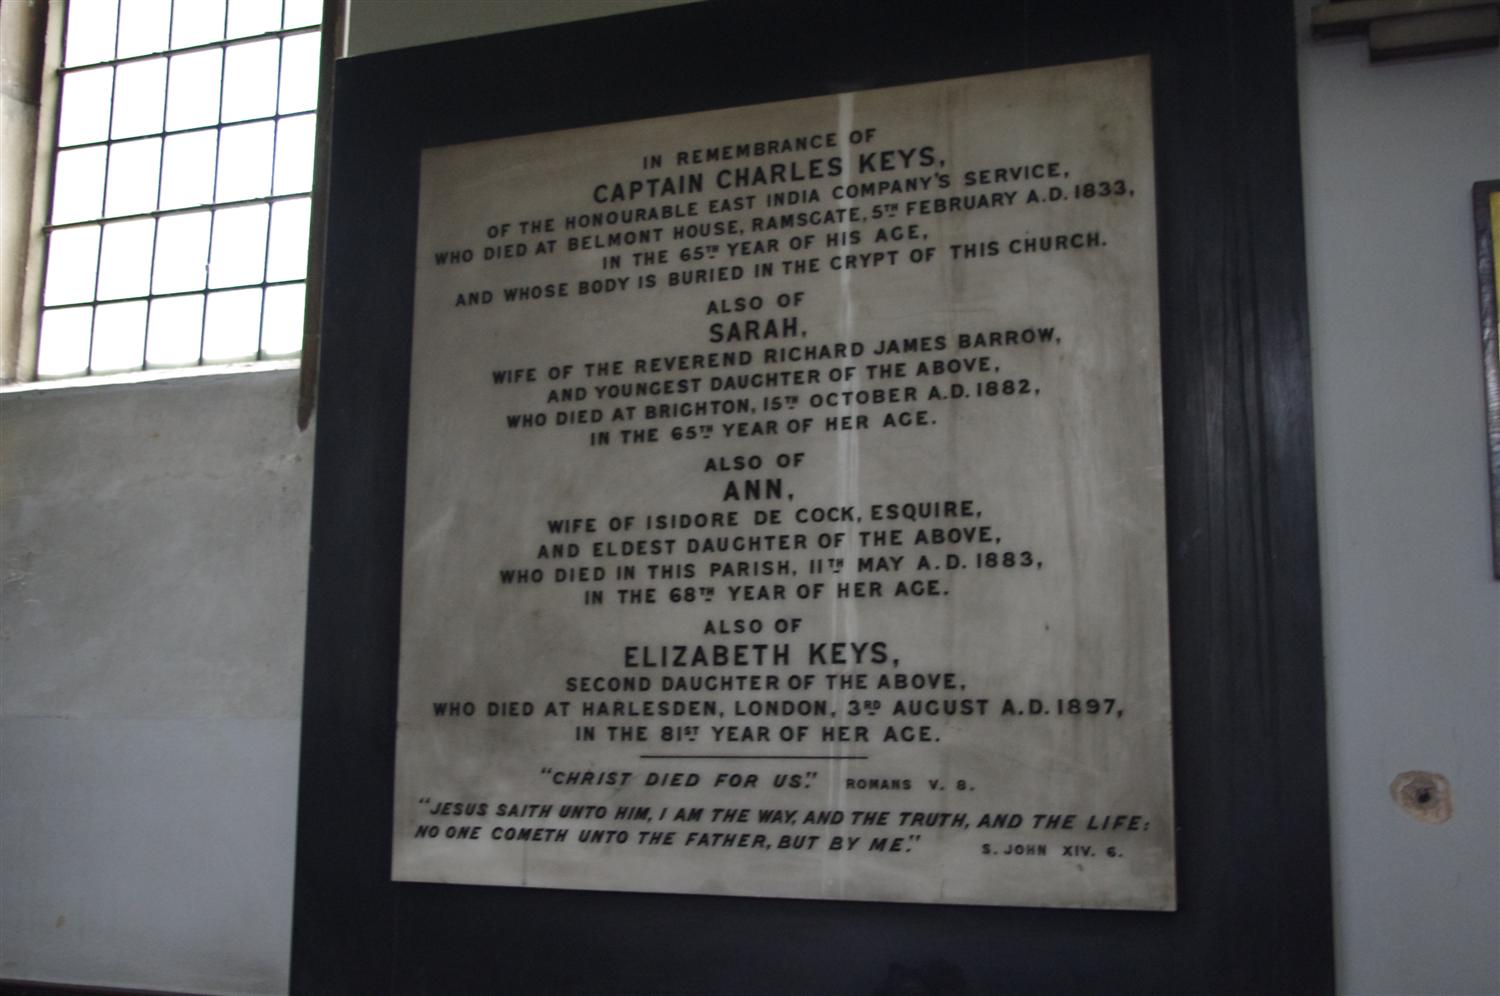 IN REMEMBRANCE OF
CAPTAIN CHARLES KEYS,
OF THE HONOURABLE EAST INDIA COMPANY'S SERVICE,
WHO DIED AT BELMONT HOUSE, RAMSGATE, 5TH FEBRUARY A.D. 1833,
IN THE 65TH YEAR OF HIS AGE,
AND WHOSE BODY IS BURIED IN THE CRYPT OF THIS CHURCH.
ALSO OF
SARAH,
WIFE OF THE REVEREND RICHARD JAMES BARROW,
AND YOUNGEST DAUGHTER OF THE ABOVE,
WHO DIED AT BRIGHTON, 15TH OCTOBER A.D. 1882,
IN THE 65TH YEAR OF HER AGE.
ALSO OF
ANN,
WIFE OF ISIDORE DE COCK, ESQUIRE,
AND ELDEST DAUGHTER OF THE ABOVE,
WHO DIED IN THIS PARISH, 11TH MAY A.D. 1883,
IN THE 68TH YEAR OF HER AGE.
ALSO OF
ELIZABETH KEYS,
SECOND DAUGHTER OF THE ABOVE,
WHO DIED AT HARLESDEN, LONDON, 3RD AUGUST A.D. 1897,
IN THE 81ST YEAR OF HER AGE.
"CHRIST DIED FOR US." ROMANS V. 8.
"JESUS SAITH UNTO HIM, I AM THE WAY, AND THE TRUTH, AND THE LIFE:
NO ONE COMETH UNTO THE FATHER, BUT BY ME." S. JOHN XIV. 6.